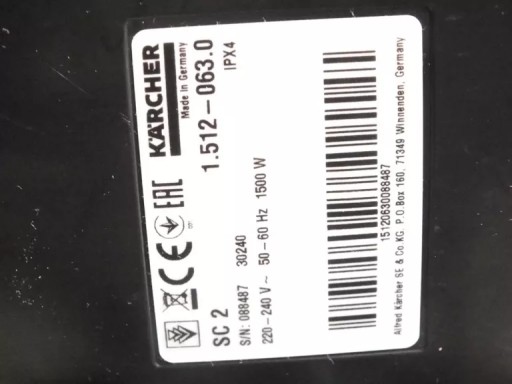 KÄRCHER
Made in Germany
CE EAC
SC 2 1.512-063.0
S/N: 088487 30240 IPX4
220-240 V ~ 50-60 Hz 1500 W
15120630088487
Alfred Kärcher SE & Co.KG, P.O.Box 160, 71349 Winnenden, Germany